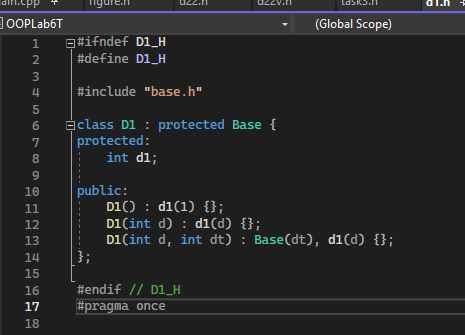 main.cpp figure.h d22.h d22v.h task3.h d1.h
OOPLab6T (Global Scope)
1 #ifndef D1_H
2 #define D1_H
3
4 #include "base.h"
5
6 class D1 : protected Base {
7 protected:
8 int d1;
9
10 public:
11 D1() : d1(1) {};
12 D1(int d) : d1(d) {};
13 D1(int d, int dt) : Base(dt), d1(d) {};
14 };
15
16 #endif // D1_H
17 #pragma once
18